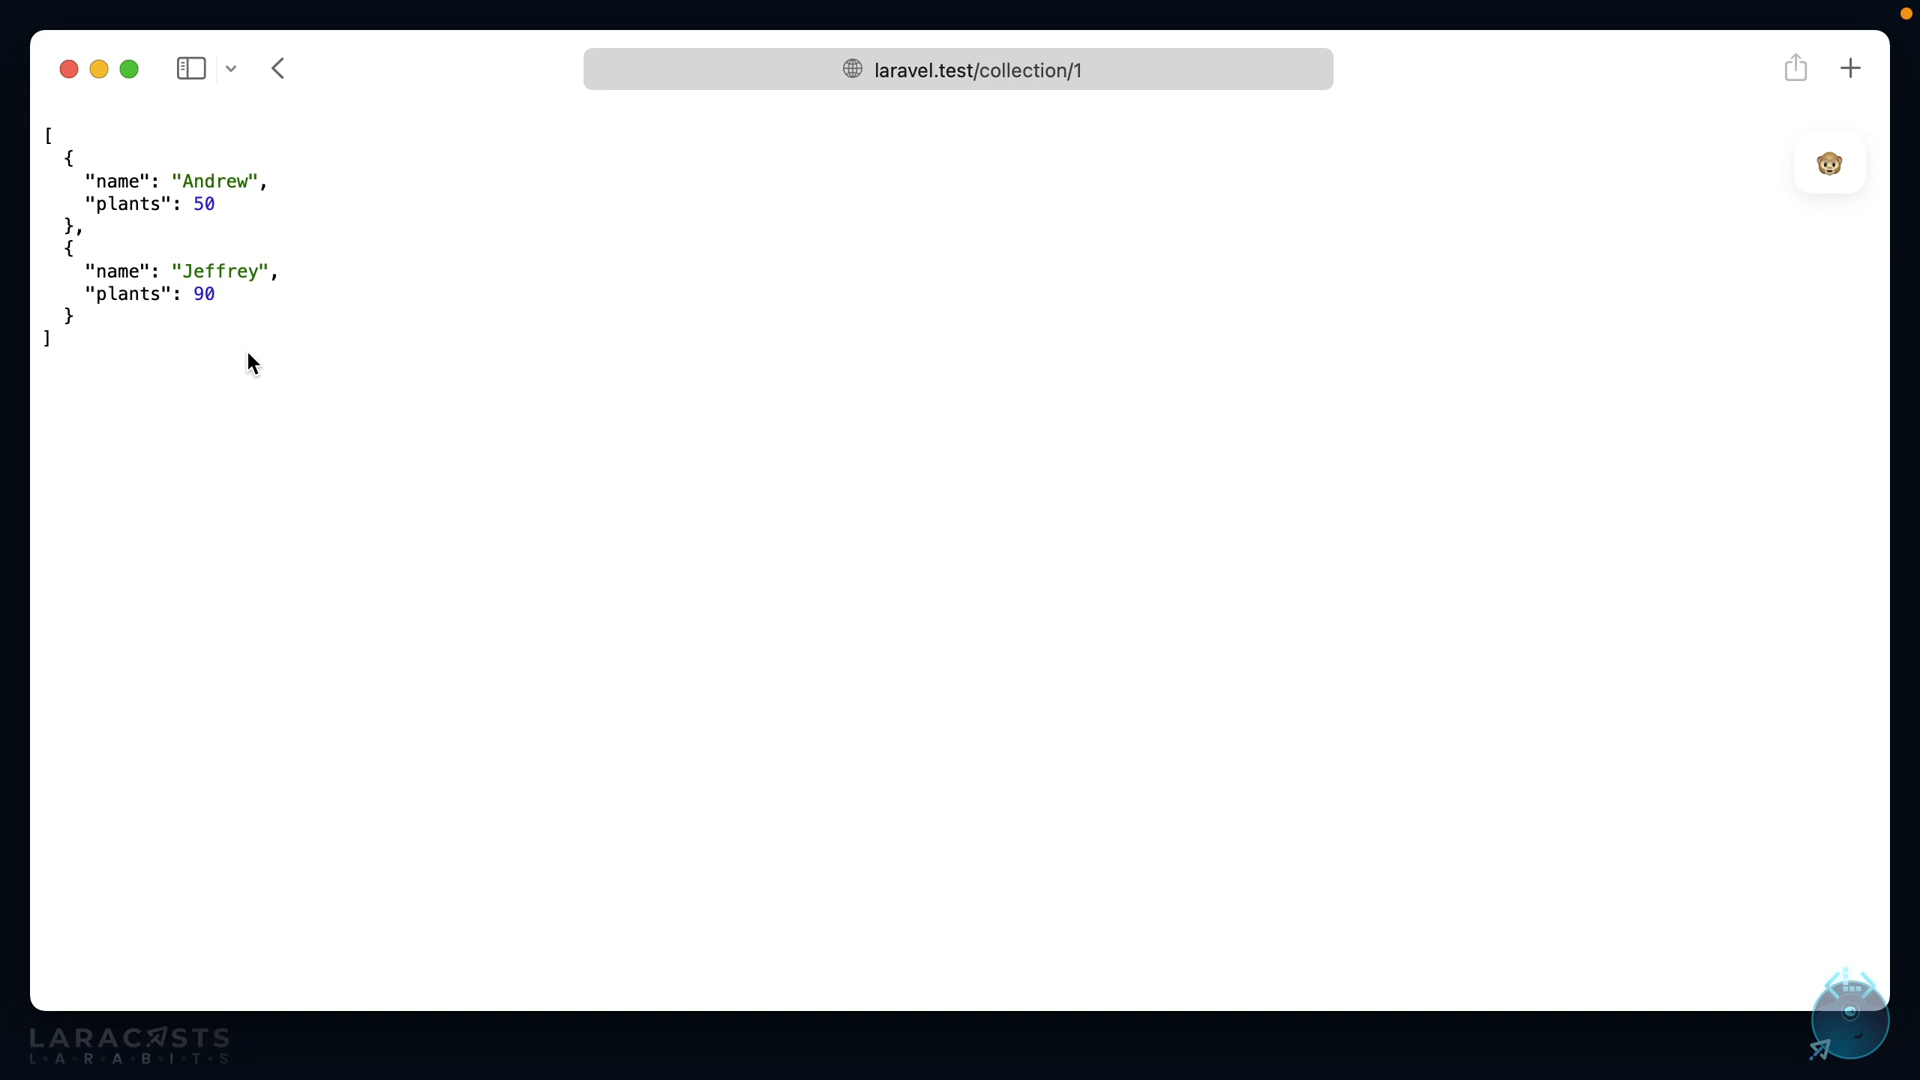 laravel.test/collection/1
[
  {
    "name": "Andrew",
    "plants": 50
  },
  {
    "name": "Jeffrey",
    "plants": 90
  }
]
LARACASTS
L·A·R·A·B·I·T·S